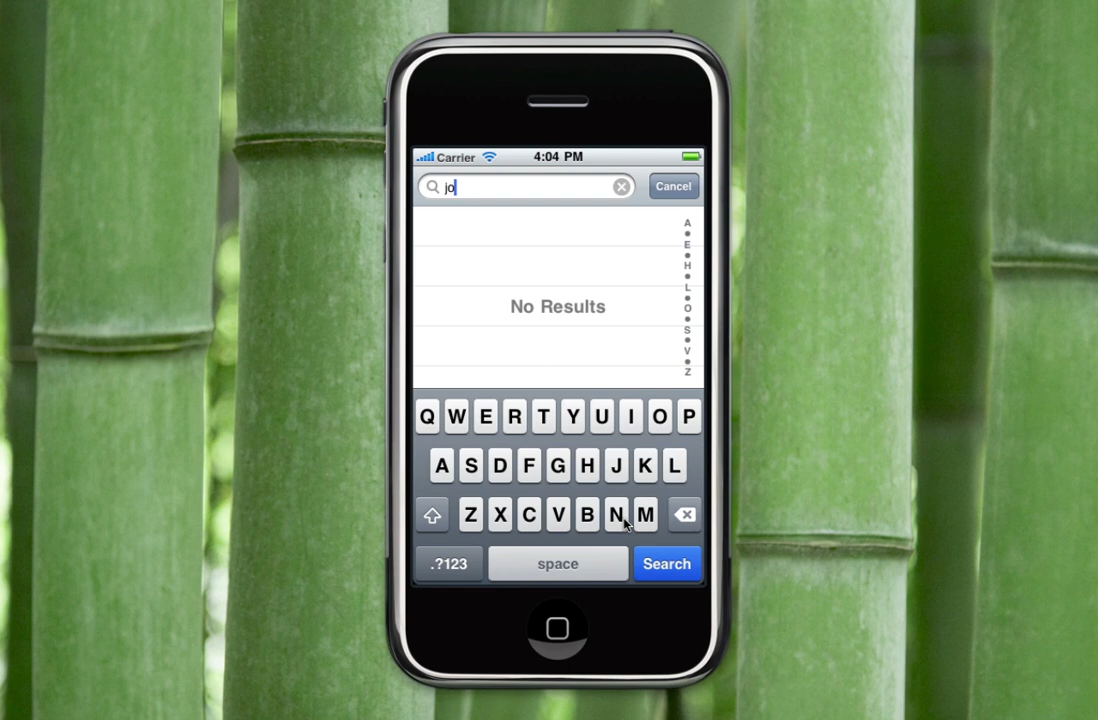 Carrier 4:04 PM
jo Cancel
A
E
H
L
O
S
V
Z
No Results
Q W E R T Y U I O P
A S D F G H J K L
Z X C V B N M
.?123 space Search